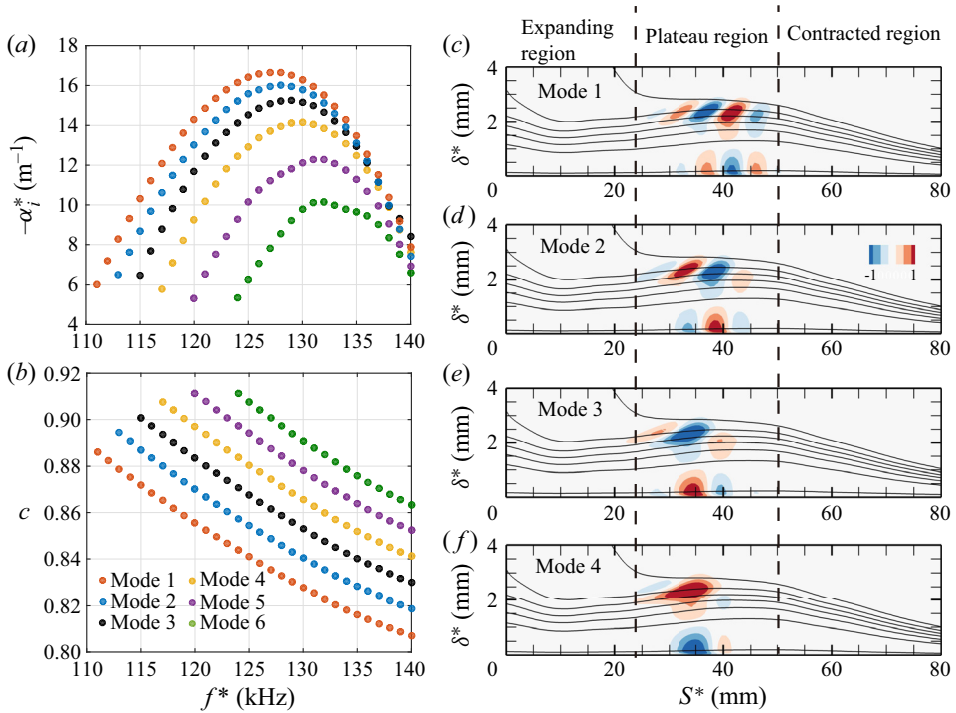 (a)
18
16
14
12
10
8
6
4
−α*i (m−1)
110 115 120 125 130 135 140
(b)
0.92
0.90
0.88
0.86
0.84
0.82
0.80
c
Mode 1 Mode 4
Mode 2 Mode 5
Mode 3 Mode 6
110 115 120 125 130 135 140
f* (kHz)
Expanding region
Plateau region
Contracted region
(c)
4
2
δ* (mm)
Mode 1
0 20 40 60 80
(d)
4
2
δ* (mm)
Mode 2
-1 1
0 20 40 60 80
(e)
4
2
δ* (mm)
Mode 3
0 20 40 60 80
(f)
4
2
δ* (mm)
Mode 4
0 20 40 60 80
S* (mm)